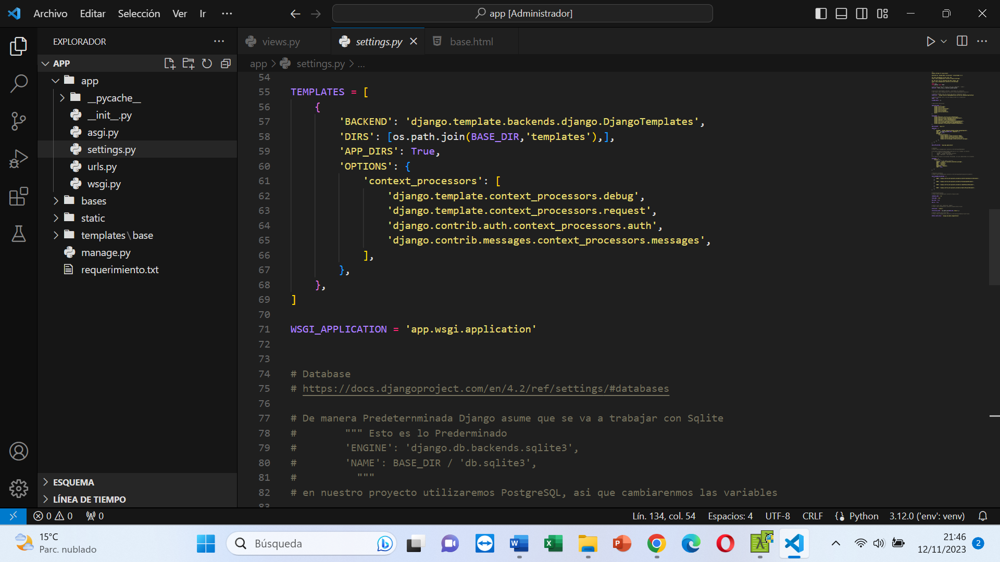 Archivo Editar Selección Ver Ir ··· app [Administrador]
EXPLORADOR ···
views.py settings.py base.html
APP
app > settings.py > ...
app
__pycache__
__init__.py
asgi.py
settings.py
urls.py
wsgi.py
bases
static
templates\base
manage.py
requerimiento.txt
ESQUEMA
LÍNEA DE TIEMPO
54
55 TEMPLATES = [
56 {
57 'BACKEND': 'django.template.backends.django.DjangoTemplates',
58 'DIRS': [os.path.join(BASE_DIR,'templates'),],
59 'APP_DIRS': True,
60 'OPTIONS': {
61 'context_processors': [
62 'django.template.context_processors.debug',
63 'django.template.context_processors.request',
64 'django.contrib.auth.context_processors.auth',
65 'django.contrib.messages.context_processors.messages',
66 ],
67 },
68 },
69 ]
70
71 WSGI_APPLICATION = 'app.wsgi.application'
72
73
74 # Database
75 # https://docs.djangoproject.com/en/4.2/ref/settings/#databases
76
77 # De manera Predeternminada Django asume que se va a trabajar con Sqlite
78 # """ Esto es lo Prederminado
79 # 'ENGINE': 'django.db.backends.sqlite3',
80 # 'NAME': BASE_DIR / 'db.sqlite3',
81 # """
82 # en nuestro proyecto utilizaremos PostgreSQL, asi que cambiarenmos las variables
83
0 0 0 Lín. 134, col. 54 Espacios: 4 UTF-8 CRLF Python 3.12.0 ('env': venv)
15°C
Parc. nublado
Búsqueda
21:46
12/11/2023
2